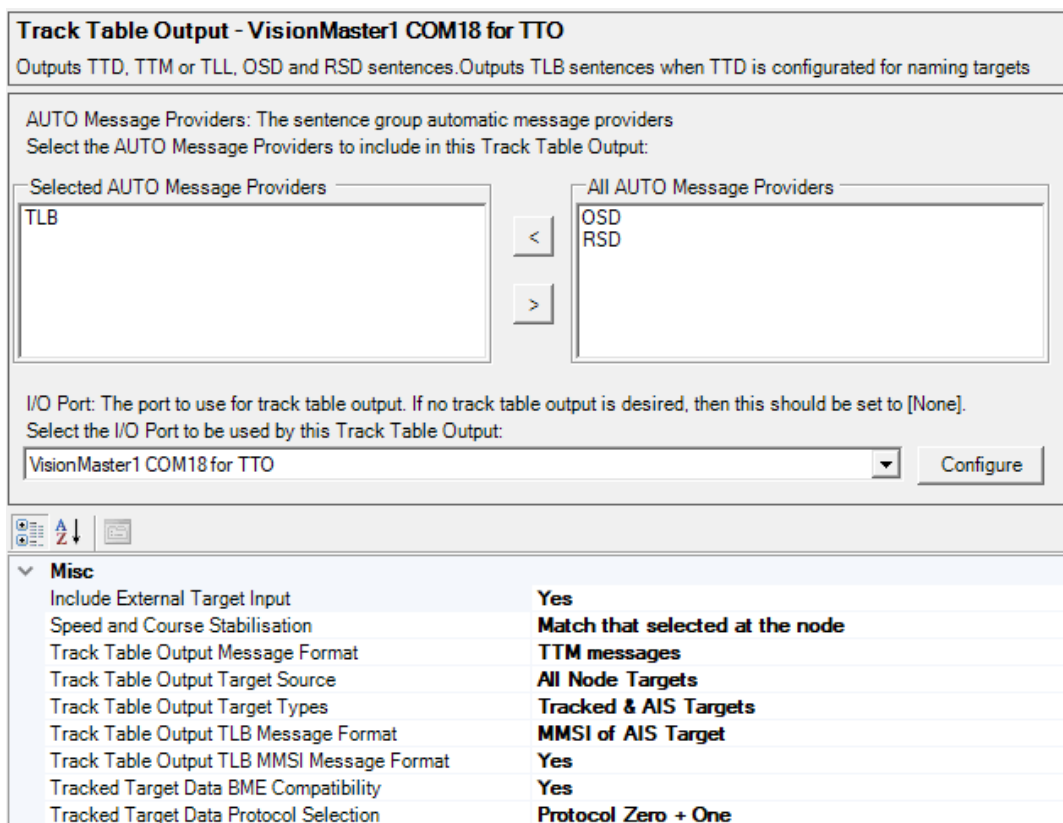 Track Table Output - VisionMaster1 COM18 for TTO
Outputs TTD, TTM or TLL, OSD and RSD sentences.Outputs TLB sentences when TTD is configurated for naming targets
AUTO Message Providers: The sentence group automatic message providers
Select the AUTO Message Providers to include in this Track Table Output:
Selected AUTO Message Providers
TLB
<
>
All AUTO Message Providers
OSD
RSD
I/O Port: The port to use for track table output. If no track table output is desired, then this should be set to [None].
Select the I/O Port to be used by this Track Table Output:
VisionMaster1 COM18 for TTO Configure
A
Z
Misc
Include External Target Input Yes
Speed and Course Stabilisation Match that selected at the node
Track Table Output Message Format TTM messages
Track Table Output Target Source All Node Targets
Track Table Output Target Types Tracked & AIS Targets
Track Table Output TLB Message Format MMSI of AIS Target
Track Table Output TLB MMSI Message Format Yes
Tracked Target Data BME Compatibility Yes
Tracked Target Data Protocol Selection Protocol Zero + One